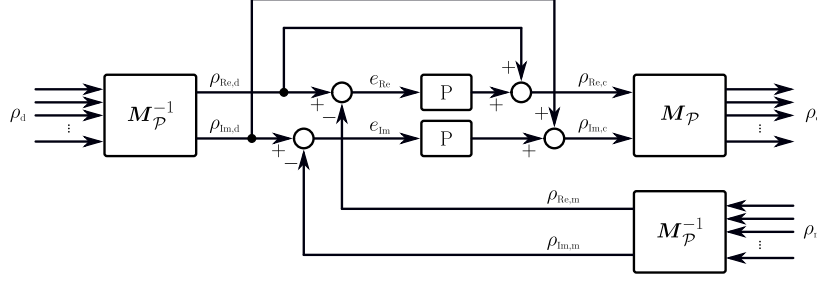 ρd
⋮
M𝒫⁻¹
ρRe,d
ρIm,d
+
−
+
−
eRe
eIm
P
P
+
+
+
+
ρRe,c
ρIm,c
M𝒫
⋮
ρRe,m
ρIm,m
M𝒫⁻¹
⋮